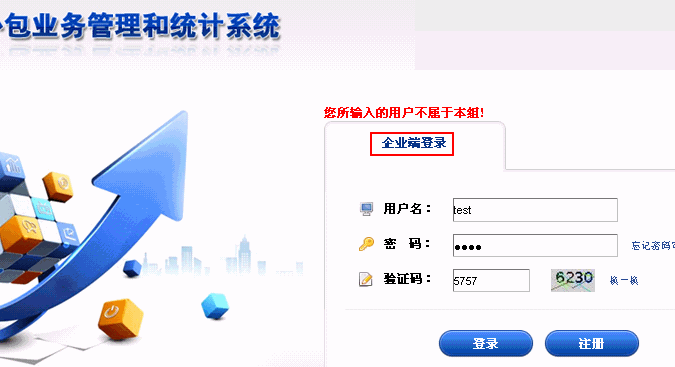 包业务管理和统计系统
您所输入的用户不属于本组!
企业端登录
用户名：
test
密 码：
●●●●
忘记密码
验证码：
5757
6230
换一换
登录
注册